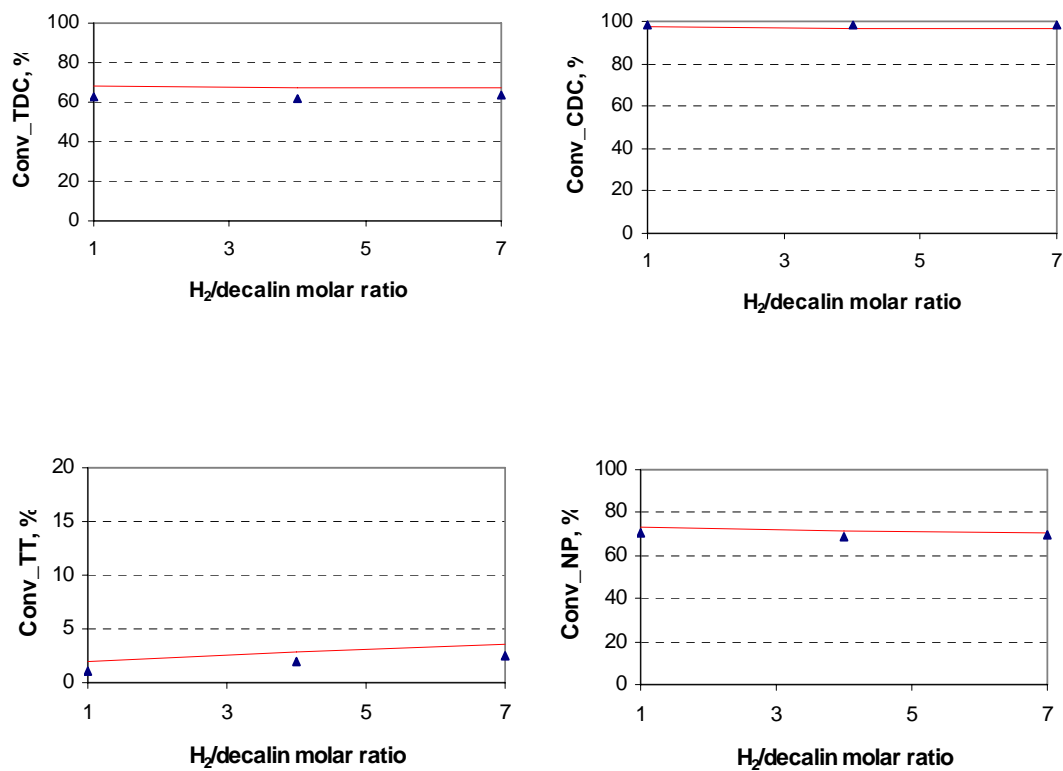 Conv_TDC, %
100
80
60
40
20
0
1 3 5 7
H₂/decalin molar ratio
Conv_CDC, %
100
80
60
40
20
0
1 3 5 7
H₂/decalin molar ratio
Conv_TT, %
20
15
10
5
0
1 3 5 7
H₂/decalin molar ratio
Conv_NP, %
100
80
60
40
20
0
1 3 5 7
H₂/decalin molar ratio